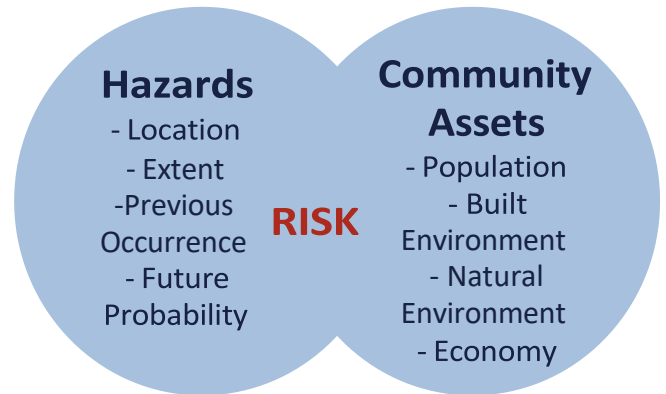 Hazards
- Location
- Extent
-Previous
Occurrence
- Future
Probability
RISK
Community
Assets
- Population
- Built
Environment
- Natural
Environment
- Economy